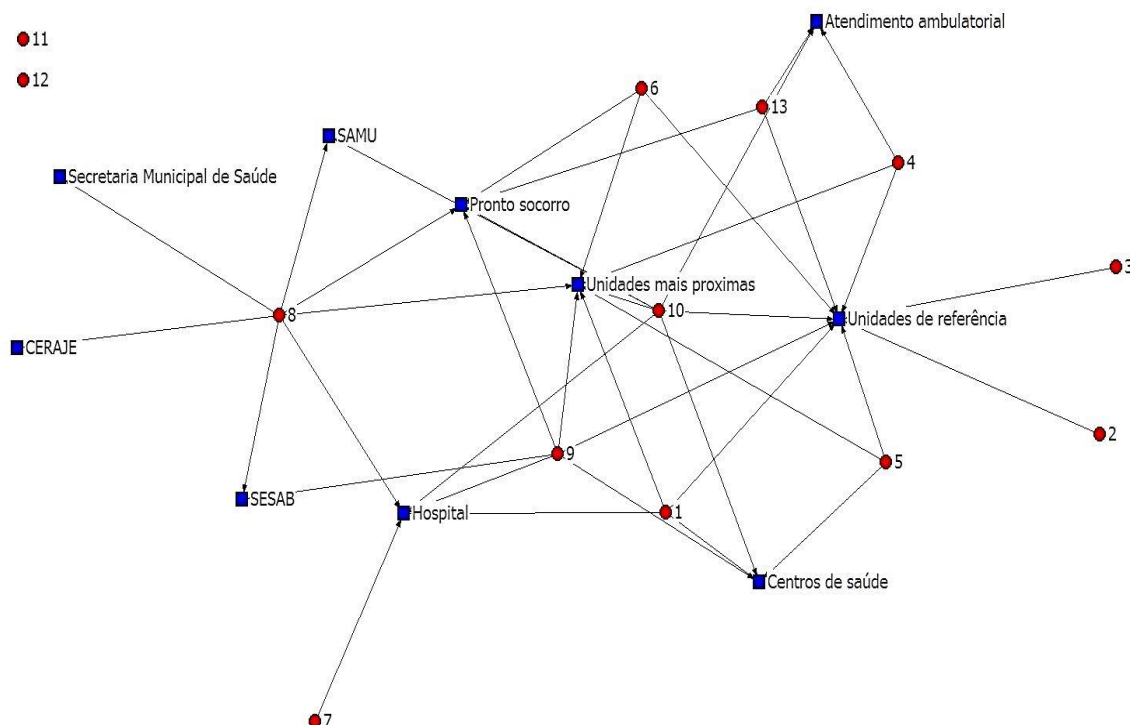 Atendimento ambulatorial
11
12
6
13
SAMU
4
Secretaria Municipal de Saúde
Pronto socorro
3
Unidades mais proximas
10
8
Unidades de referência
CERAJE
2
9
5
SESAB
Hospital
1
Centros de saúde
7